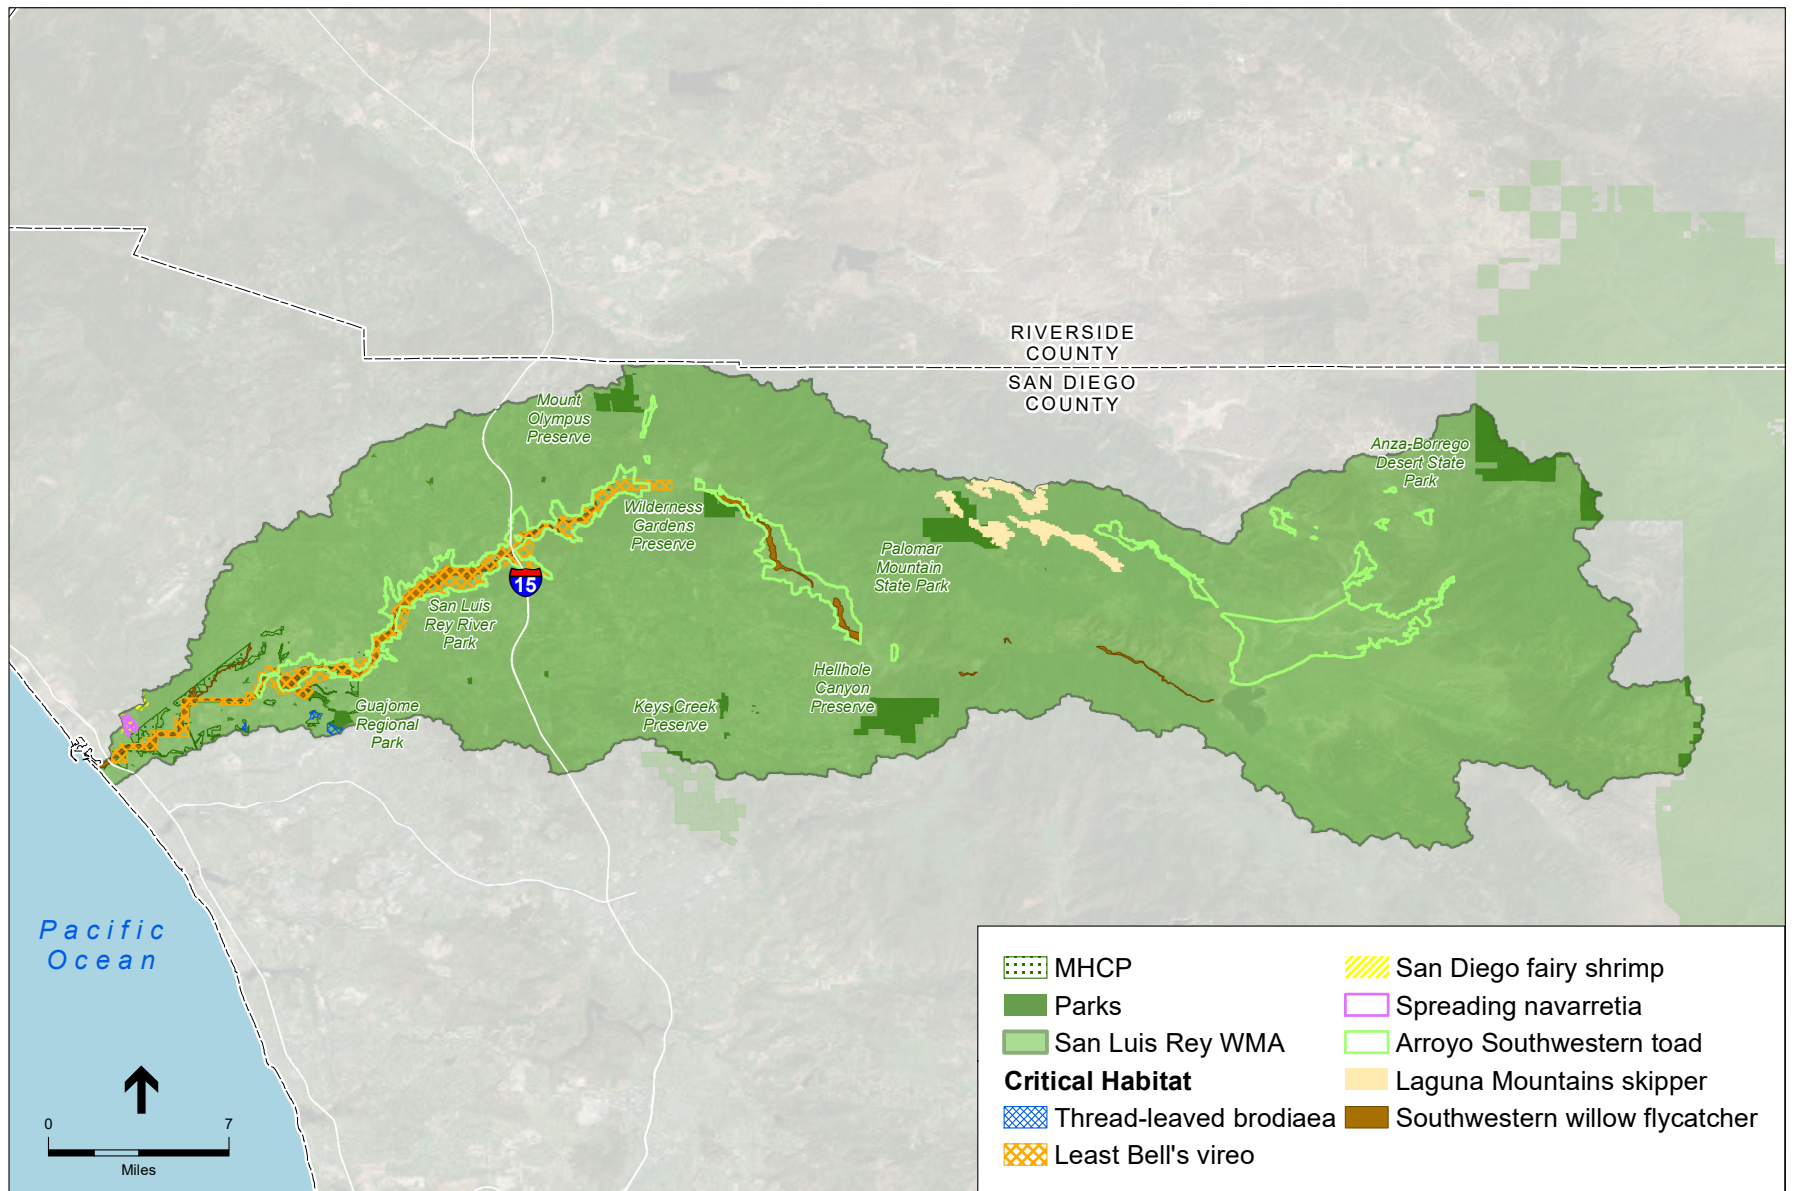 RIVERSIDE
COUNTY
SAN DIEGO
COUNTY
Mount
Olympus
Preserve
Anza-Borrego
Desert State
Park
Wilderness
Gardens
Preserve
Palomar
Mountain
State Park
15
San Luis
Rey River
Park
Hellhole
Canyon
Preserve
Guajome
Regional
Park
Keys Creek
Preserve
Pacific
Ocean
0 7
Miles
MHCP
Parks
San Luis Rey WMA
Critical Habitat
Thread-leaved brodiaea
Least Bell's vireo
San Diego fairy shrimp
Spreading navarretia
Arroyo Southwestern toad
Laguna Mountains skipper
Southwestern willow flycatcher